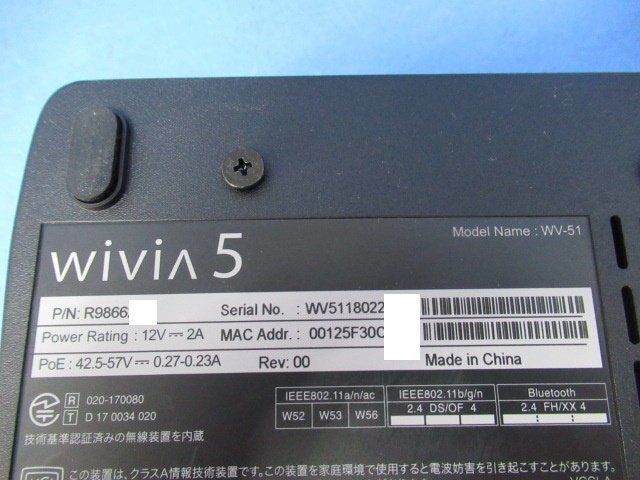 wivia 5
Model Name : WV-51
P/N: R9866
Serial No. : WV5118022
Power Rating : 12V⎓2A
MAC Addr. : 00125F30
PoE : 42.5-57V⎓0.27-0.23A
Rev: 00
Made in China
R 020-170080
T D 17 0034 020
技術基準認証済みの無線装置を内蔵
IEEE802.11a/n/ac
W52 W53 W56
IEEE802.11b/g/n
2.4 DS/OF 4
Bluetooth
2.4 FH/XX 4
この装置は、クラスA情報技術装置です。この装置を家庭環境で使用すると電波妨害を引き起こすことがあります。